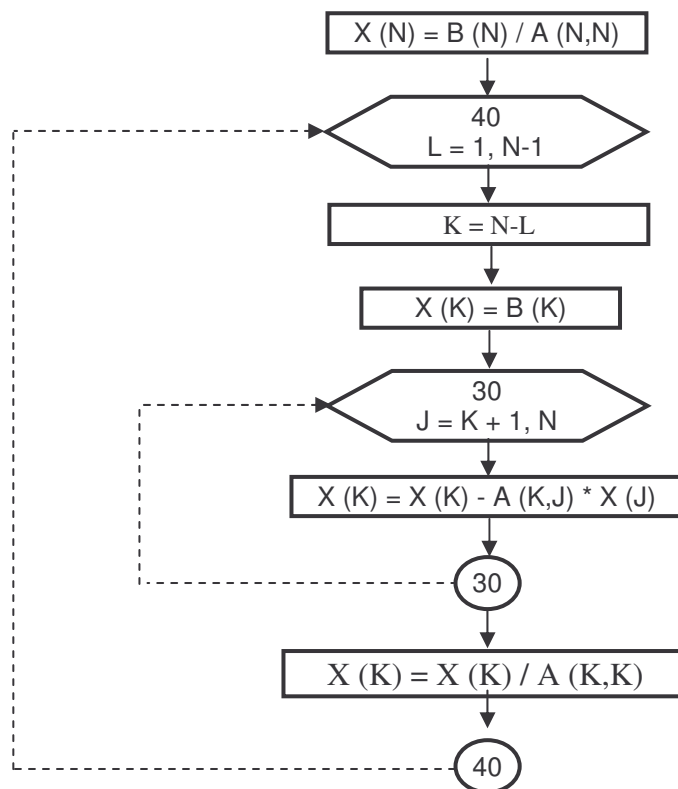 X (N) = B (N) / A (N,N)
40
L = 1, N-1
K = N-L
X (K) = B (K)
30
J = K + 1, N
X (K) = X (K) - A (K,J) * X (J)
30
X (K) = X (K) / A (K,K)
40